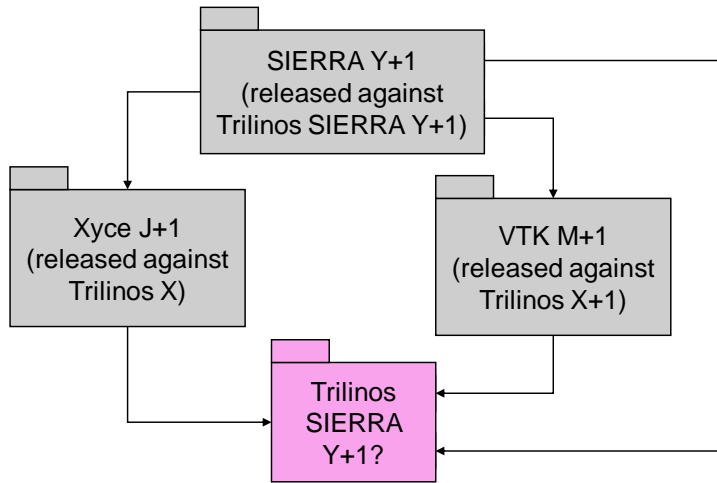 SIERRA Y+1
(released against
Trilinos SIERRA Y+1)
Xyce J+1
(released against
Trilinos X)
VTK M+1
(released against
Trilinos X+1)
Trilinos
SIERRA
Y+1?